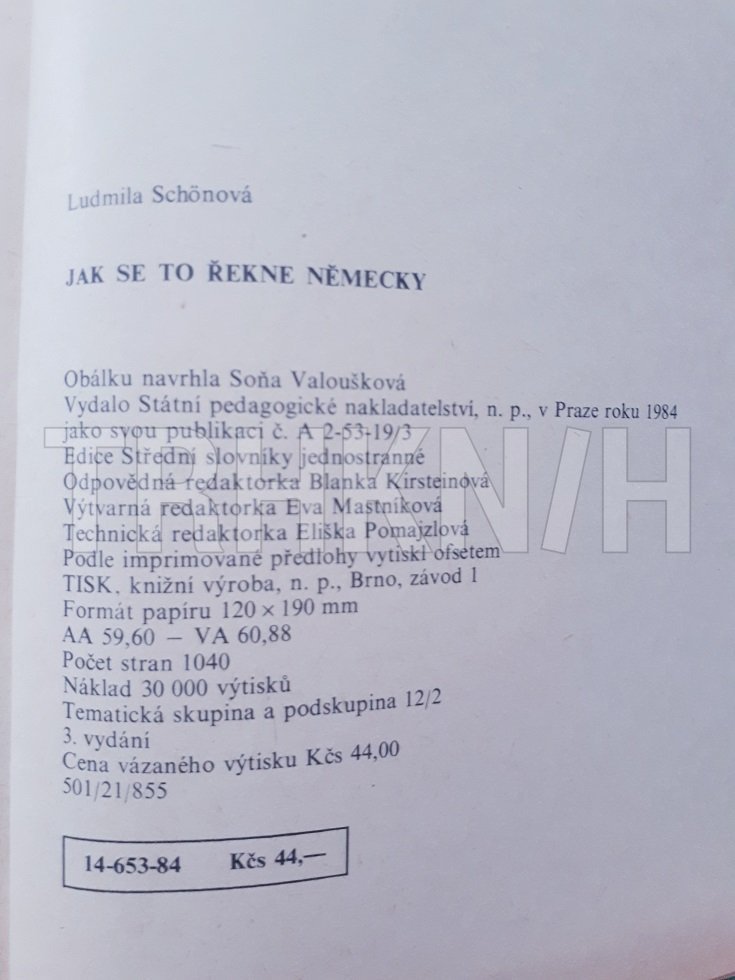 Ludmila Schönová
JAK SE TO ŘEKNE NĚMECKY
Obálku navrhla Soňa Valoušková
Vydalo Státní pedagogické nakladatelství, n. p., v Praze roku 1984
jako svou publikaci č. A 2-53-19/3
Edice Střední slovníky jednostranné
Odpovědná redaktorka Blanka Kirsteinová
Výtvarná redaktorka Eva Mastníková
Technická redaktorka Eliška Pomajzlová
Podle imprimované předlohy vytiskl ofsetem
TISK, knižní výroba, n. p., Brno, závod 1
Formát papíru 120 × 190 mm
AA 59,60 — VA 60,88
Počet stran 1040
Náklad 30 000 výtisků
Tematická skupina a podskupina 12/2
3. vydání
Cena vázaného výtisku Kčs 44,00
501/21/855
14-653-84 Kčs 44,—